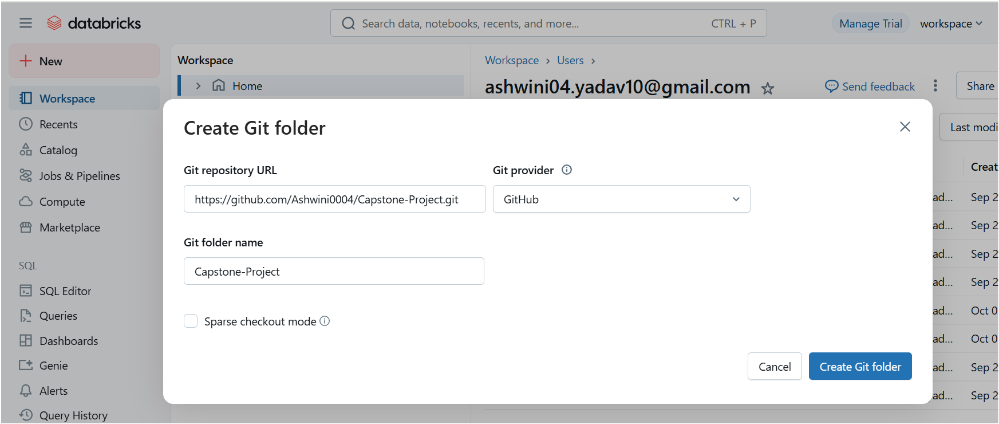 databricks
Search data, notebooks, recents, and more...
CTRL + P
Manage Trial
workspace
New
Workspace
Recents
Catalog
Jobs & Pipelines
Compute
Marketplace
SQL
SQL Editor
Queries
Dashboards
Genie
Alerts
Query History
Workspace
Home
Workspace > Users >
ashwini04.yadav10@gmail.com
Send feedback
Share
Last modi
Creat
ad... Sep 2
ad...
Sep 2
ad... Sep 2
ad... Sep 2
ad... Oct 0
ad... Oct 0
ad... Sep 2
ad... Sep 2
Create Git folder
Git repository URL
https://github.com/Ashwini0004/Capstone-Project.git
Git provider
GitHub
Git folder name
Capstone-Project
Sparse checkout mode
Cancel
Create Git folder